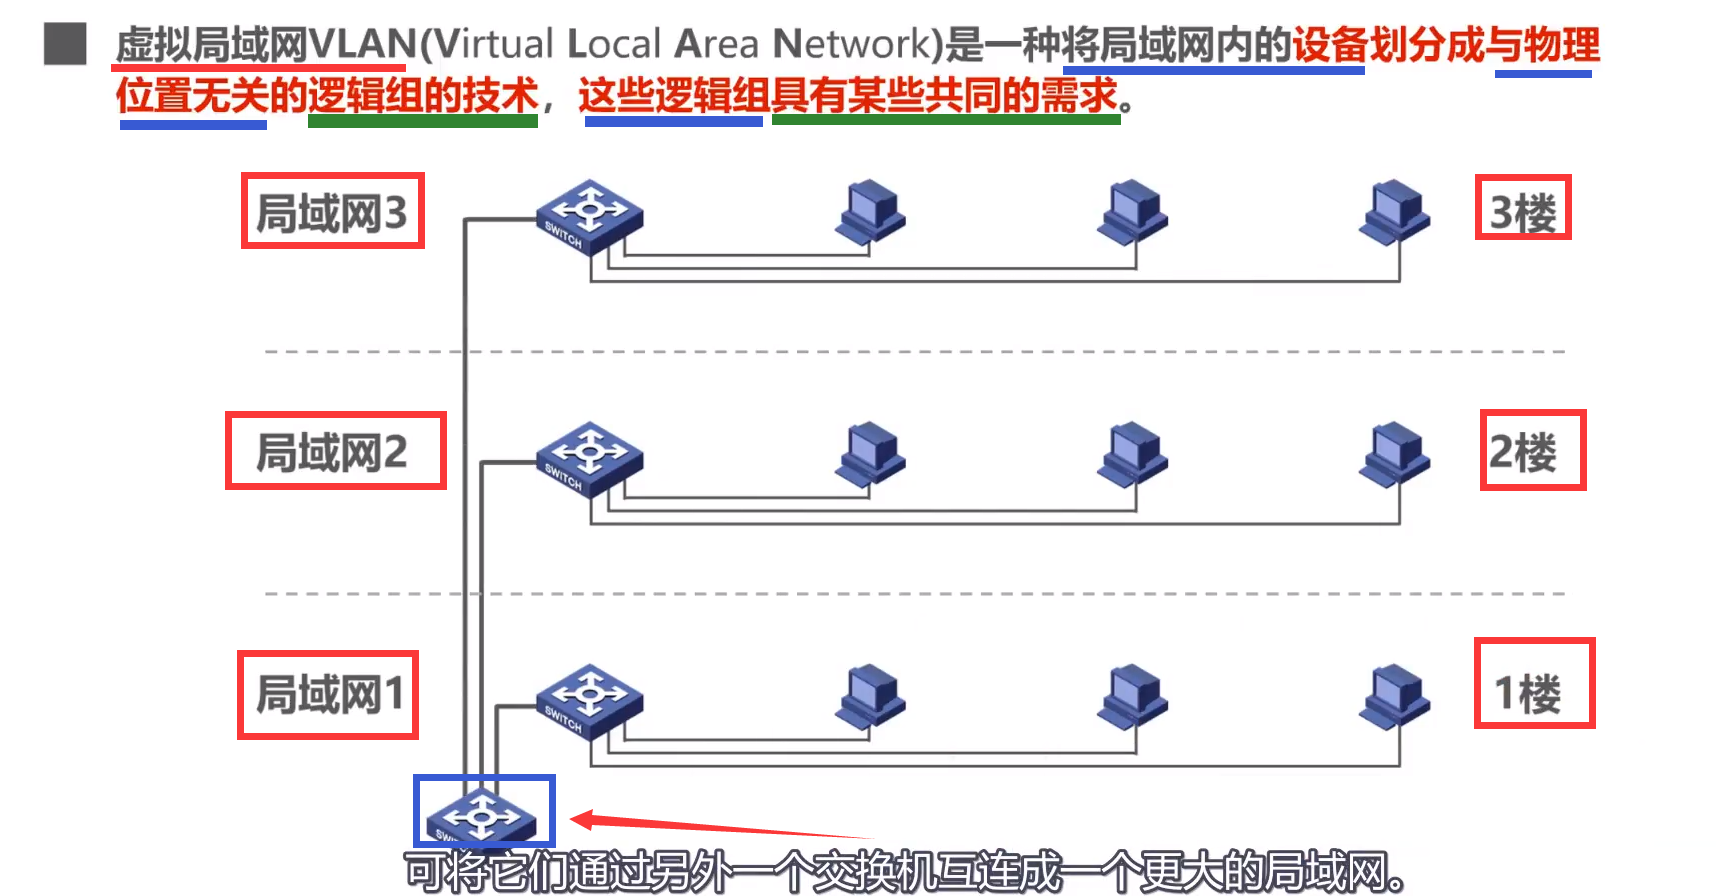 虚拟局域网VLAN(Virtual Local Area Network)是一种将局域网内的设备划分成与物理
位置无关的逻辑组的技术，这些逻辑组具有某些共同的需求。
局域网3
SWITCH
3楼
局域网2
SWITCH
2楼
局域网1
SWITCH
1楼
SW
可将它们通过另外一个交换机互连成一个更大的局域网。